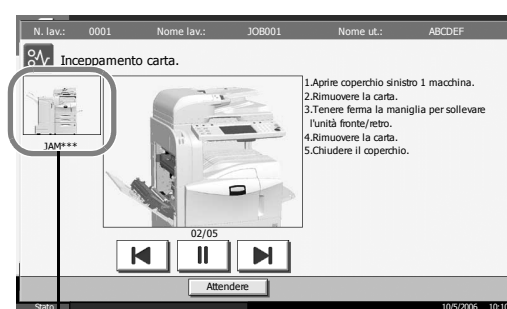 N. lav.: 0001 Nome lav.: JOB001 Nome ut.: ABCDEF
Inceppamento carta.
JAM***
1.Aprire coperchio sinistro 1 macchina.
2.Rimuovere la carta.
3.Tenere ferma la maniglia per sollevare
l'unità fronte/retro.
4.Rimuovere la carta.
5.Chiudere il coperchio.
02/05
Attendere
Stato 10/5/2006 10:10